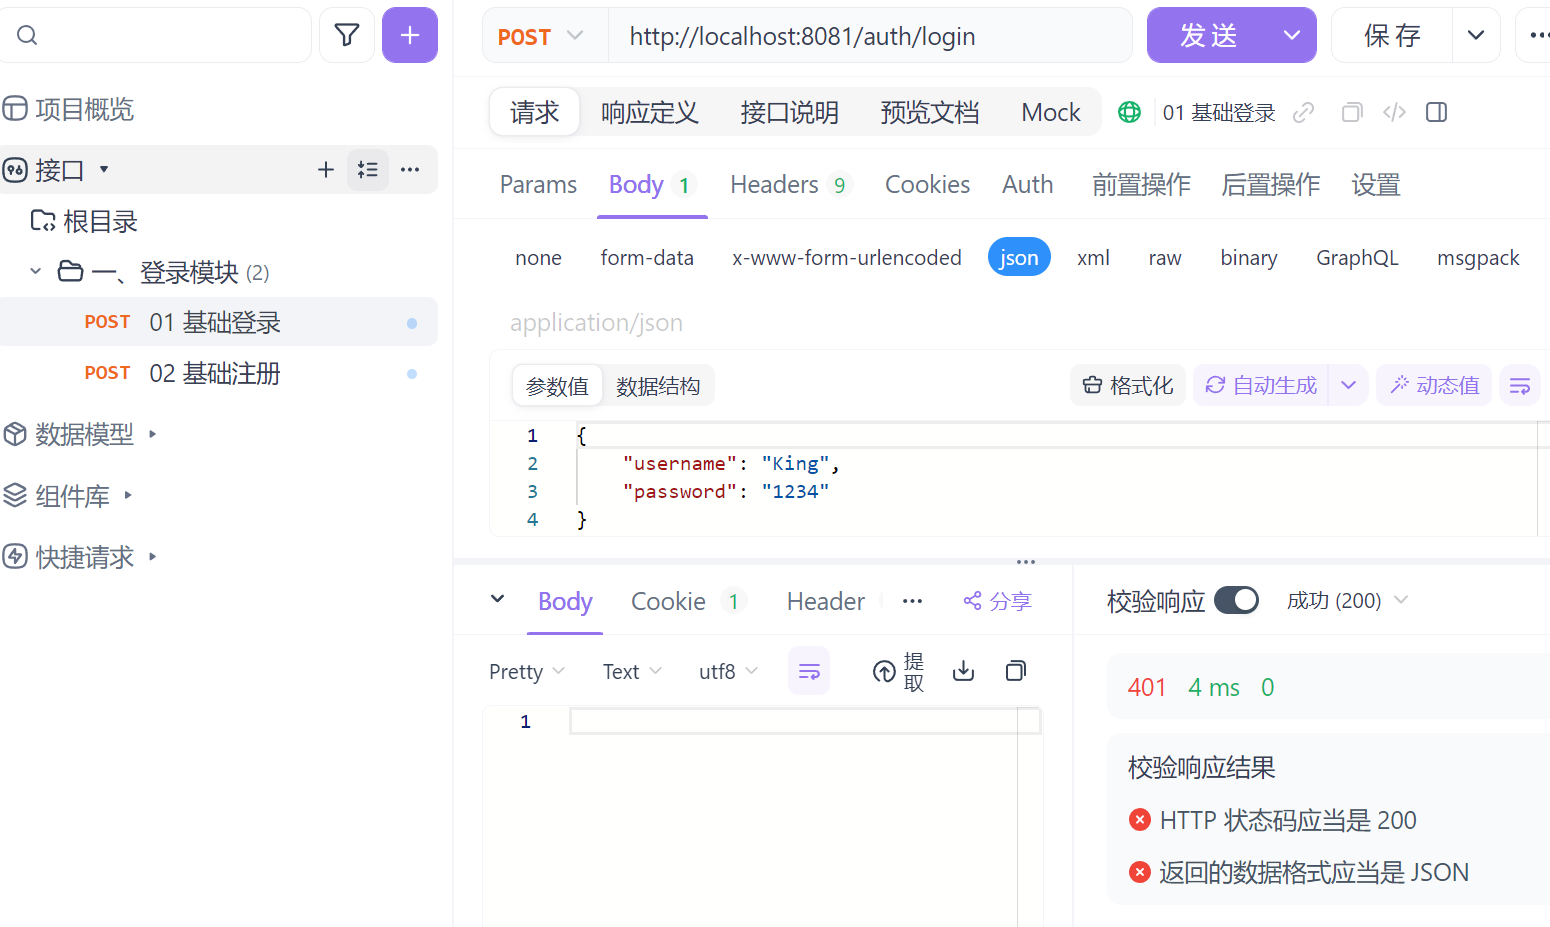 项目概览
接口
根目录
一、登录模块 (2)
POST 01 基础登录
POST 02 基础注册
数据模型
组件库
快捷请求
POST http://localhost:8081/auth/login 发送 保存
请求 响应定义 接口说明 预览文档 Mock 01 基础登录
Params Body 1 Headers 9 Cookies Auth 前置操作 后置操作 设置
none form-data x-www-form-urlencoded json xml raw binary GraphQL msgpack
application/json
参数值 数据结构 格式化 自动生成 动态值
1 {
2 "username": "King",
3 "password": "1234"
4 }
Body Cookie 1 Header 分享
Pretty Text utf8 提取
1
校验响应 成功 (200)
401 4 ms 0
校验响应结果
HTTP 状态码应当是 200
返回的数据格式应当是 JSON